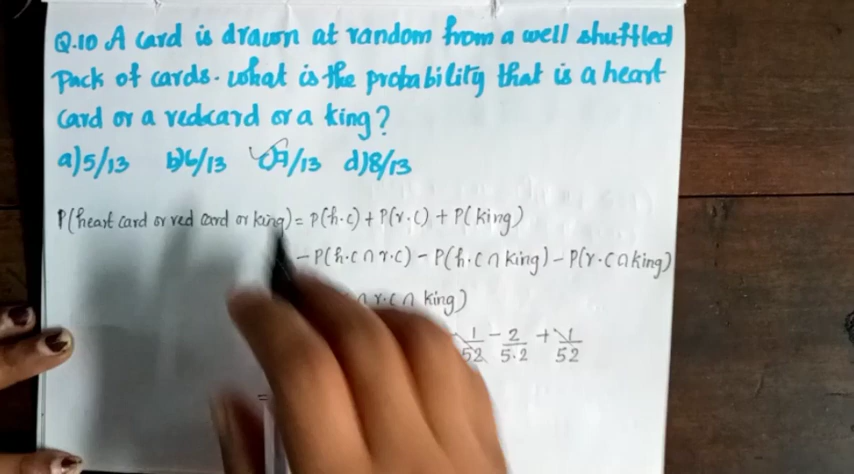 Q.10 A card is drawn at random from a well shuffled
Pack of cards. what is the probability that is a heart
card or a redcard or a king?
a) 5/13 b) 6/13 c) 7/13 d) 8/13
P(heart card or red card or king) = P(h.c) + P(r.c) + P(king)
- P(h.c ∩ r.c) - P(h.c ∩ king) - P(r.c ∩ king)
∩ r.c ∩ king)
1/52 - 2/5.2 + 1/52
=